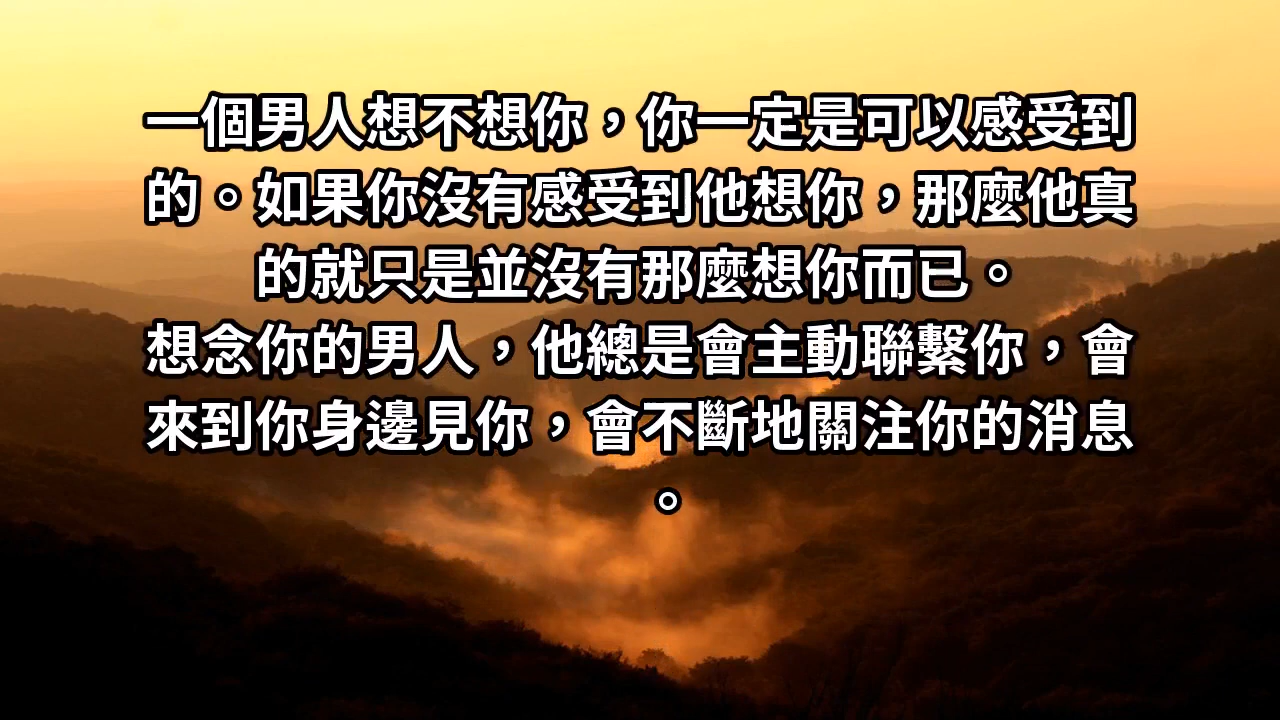 一個男人想不想你，你一定是可以感受到
的。如果你沒有感受到他想你，那麼他真
的就只是並沒有那麼想你而已。
想念你的男人，他總是會主動聯繫你，會
來到你身邊見你，會不斷地關注你的消息
。